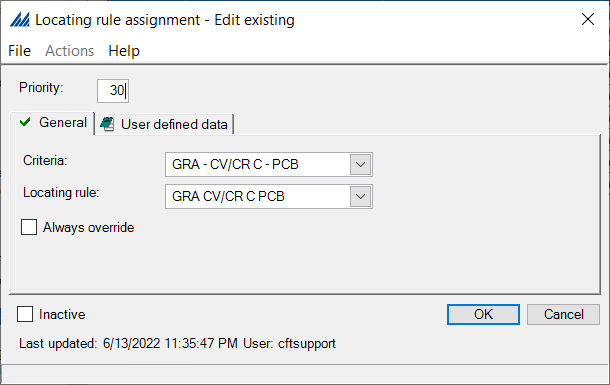 Locating rule assignment - Edit existing
File Actions Help
Priority: 30
General User defined data
Criteria: GRA - CV/CR C - PCB
Locating rule: GRA CV/CR C PCB
Always override
Inactive OK Cancel
Last updated: 6/13/2022 11:35:47 PM User: cftsupport